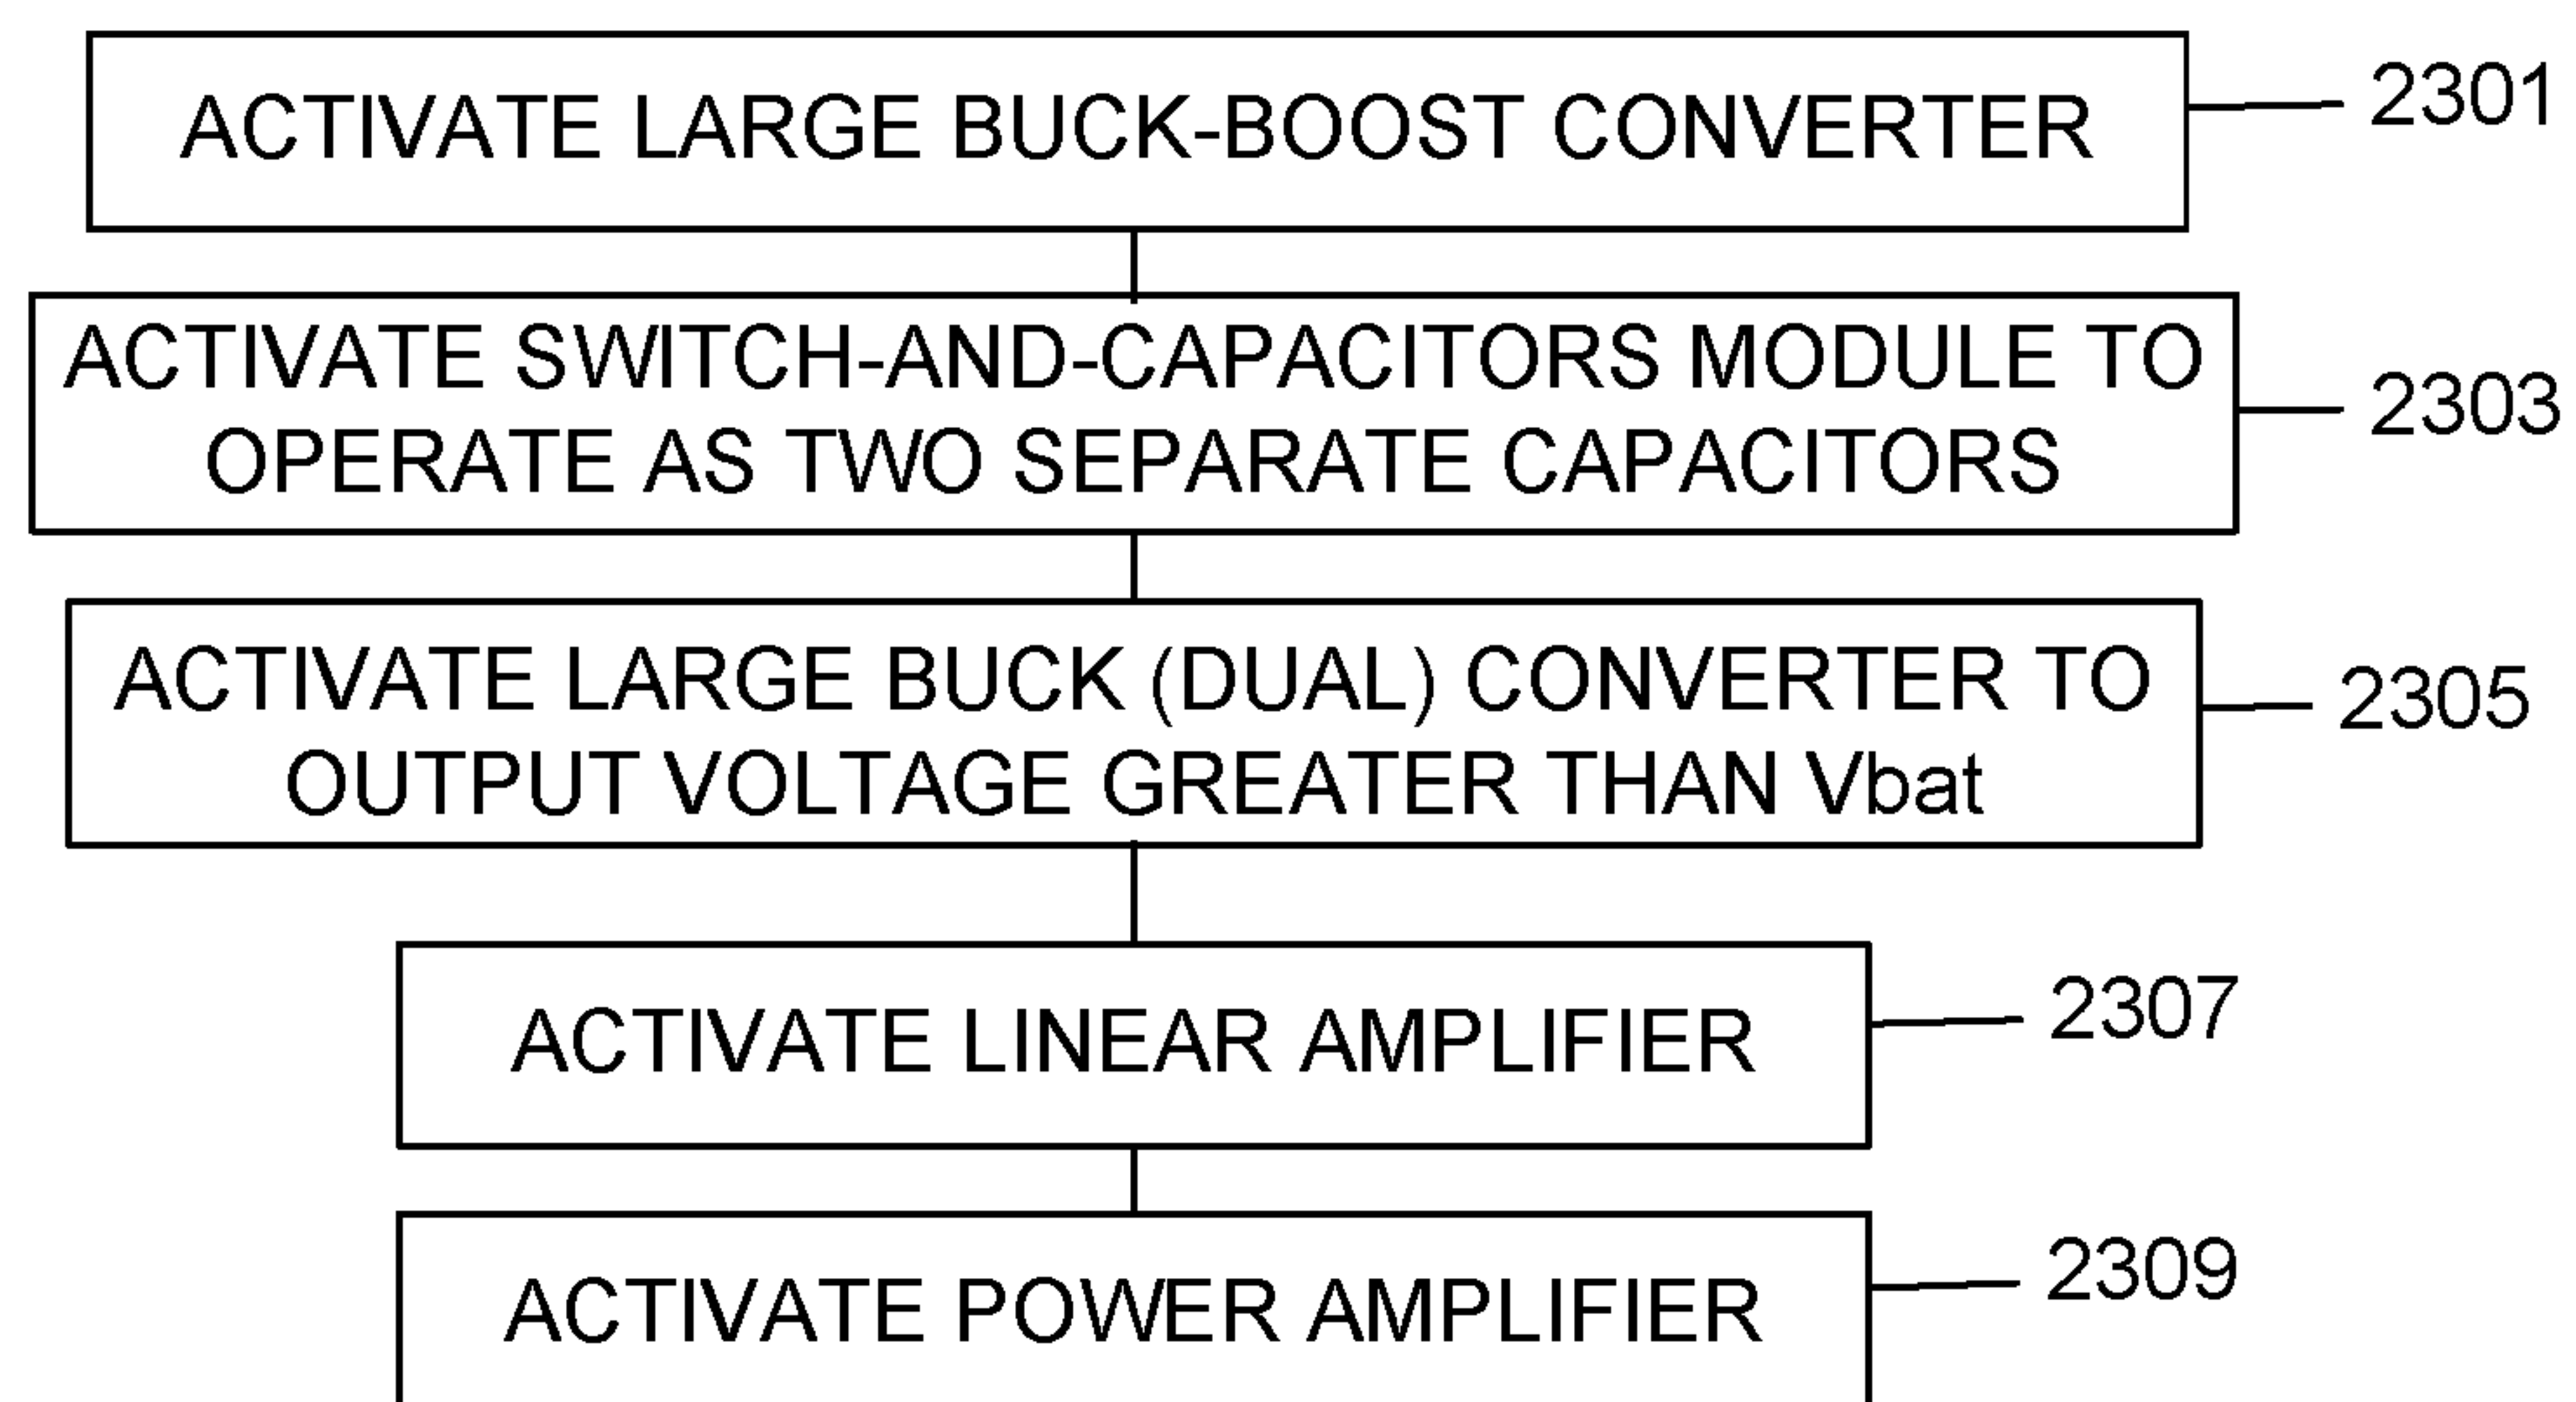 ACTIVATE LARGE BUCK-BOOST CONVERTER
2301
ACTIVATE SWITCH-AND-CAPACITORS MODULE TO
OPERATE AS TWO SEPARATE CAPACITORS
2303
ACTIVATE LARGE BUCK (DUAL) CONVERTER TO
OUTPUT VOLTAGE GREATER THAN Vbat
2305
ACTIVATE LINEAR AMPLIFIER
2307
ACTIVATE POWER AMPLIFIER
2309